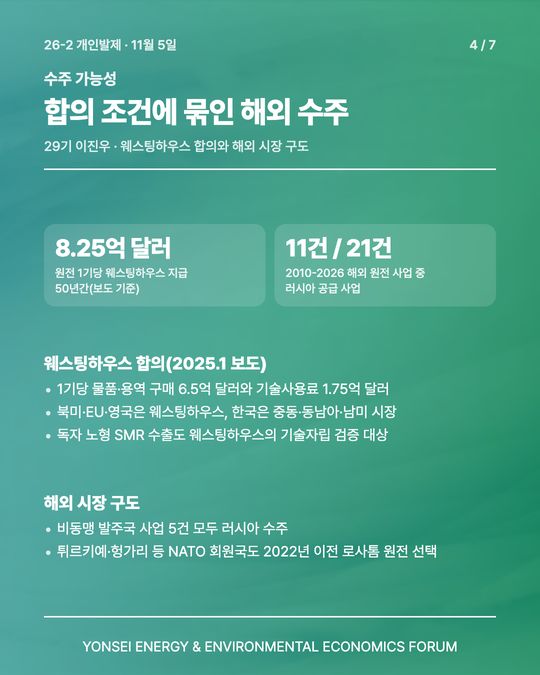 26-2 개인발제 · 11월 5일
4 / 7
수주 가능성
합의 조건에 묶인 해외 수주
29기 이진우 · 웨스팅하우스 합의와 해외 시장 구도
8.25억 달러
원전 1기당 웨스팅하우스 지급
50년간(보도 기준)
11건 / 21건
2010-2026 해외 원전 사업 중
러시아 공급 사업
웨스팅하우스 합의(2025.1 보도)
• 1기당 물품·용역 구매 6.5억 달러와 기술사용료 1.75억 달러
• 북미·EU·영국은 웨스팅하우스, 한국은 중동·동남아·남미 시장
• 독자 노형 SMR 수출도 웨스팅하우스의 기술자립 검증 대상
해외 시장 구도
• 비동맹 발주국 사업 5건 모두 러시아 수주
• 튀르키예·헝가리 등 NATO 회원국도 2022년 이전 로사톰 원전 선택
YONSEI ENERGY & ENVIRONMENTAL ECONOMICS FORUM